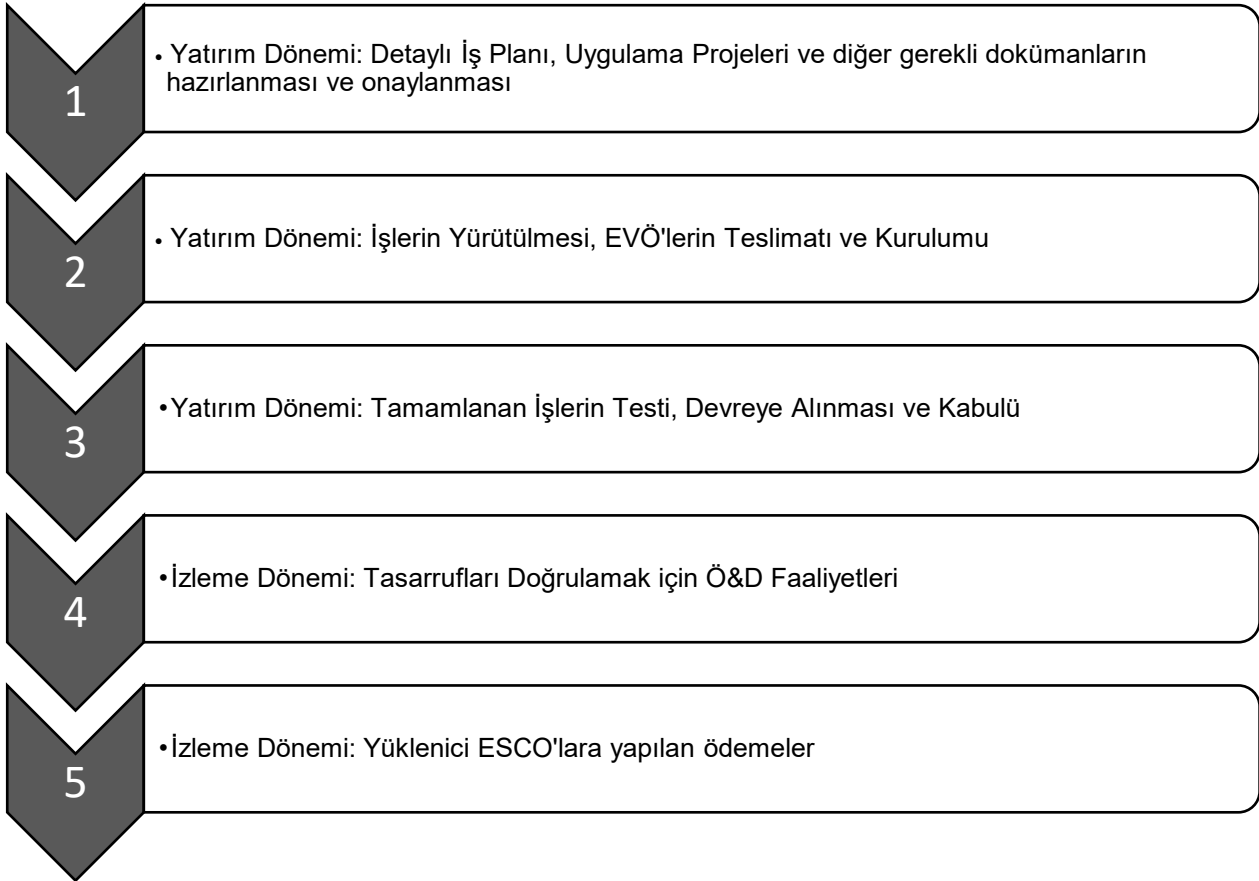 1
• Yatırım Dönemi: Detaylı İş Planı, Uygulama Projeleri ve diğer gerekli dokümanların
hazırlanması ve onaylanması
2
• Yatırım Dönemi: İşlerin Yürütülmesi, EVÖ'lerin Teslimatı ve Kurulumu
3
•Yatırım Dönemi: Tamamlanan İşlerin Testi, Devreye Alınması ve Kabulü
4
•İzleme Dönemi: Tasarrufları Doğrulamak için Ö&D Faaliyetleri
5
•İzleme Dönemi: Yüklenici ESCO'lara yapılan ödemeler